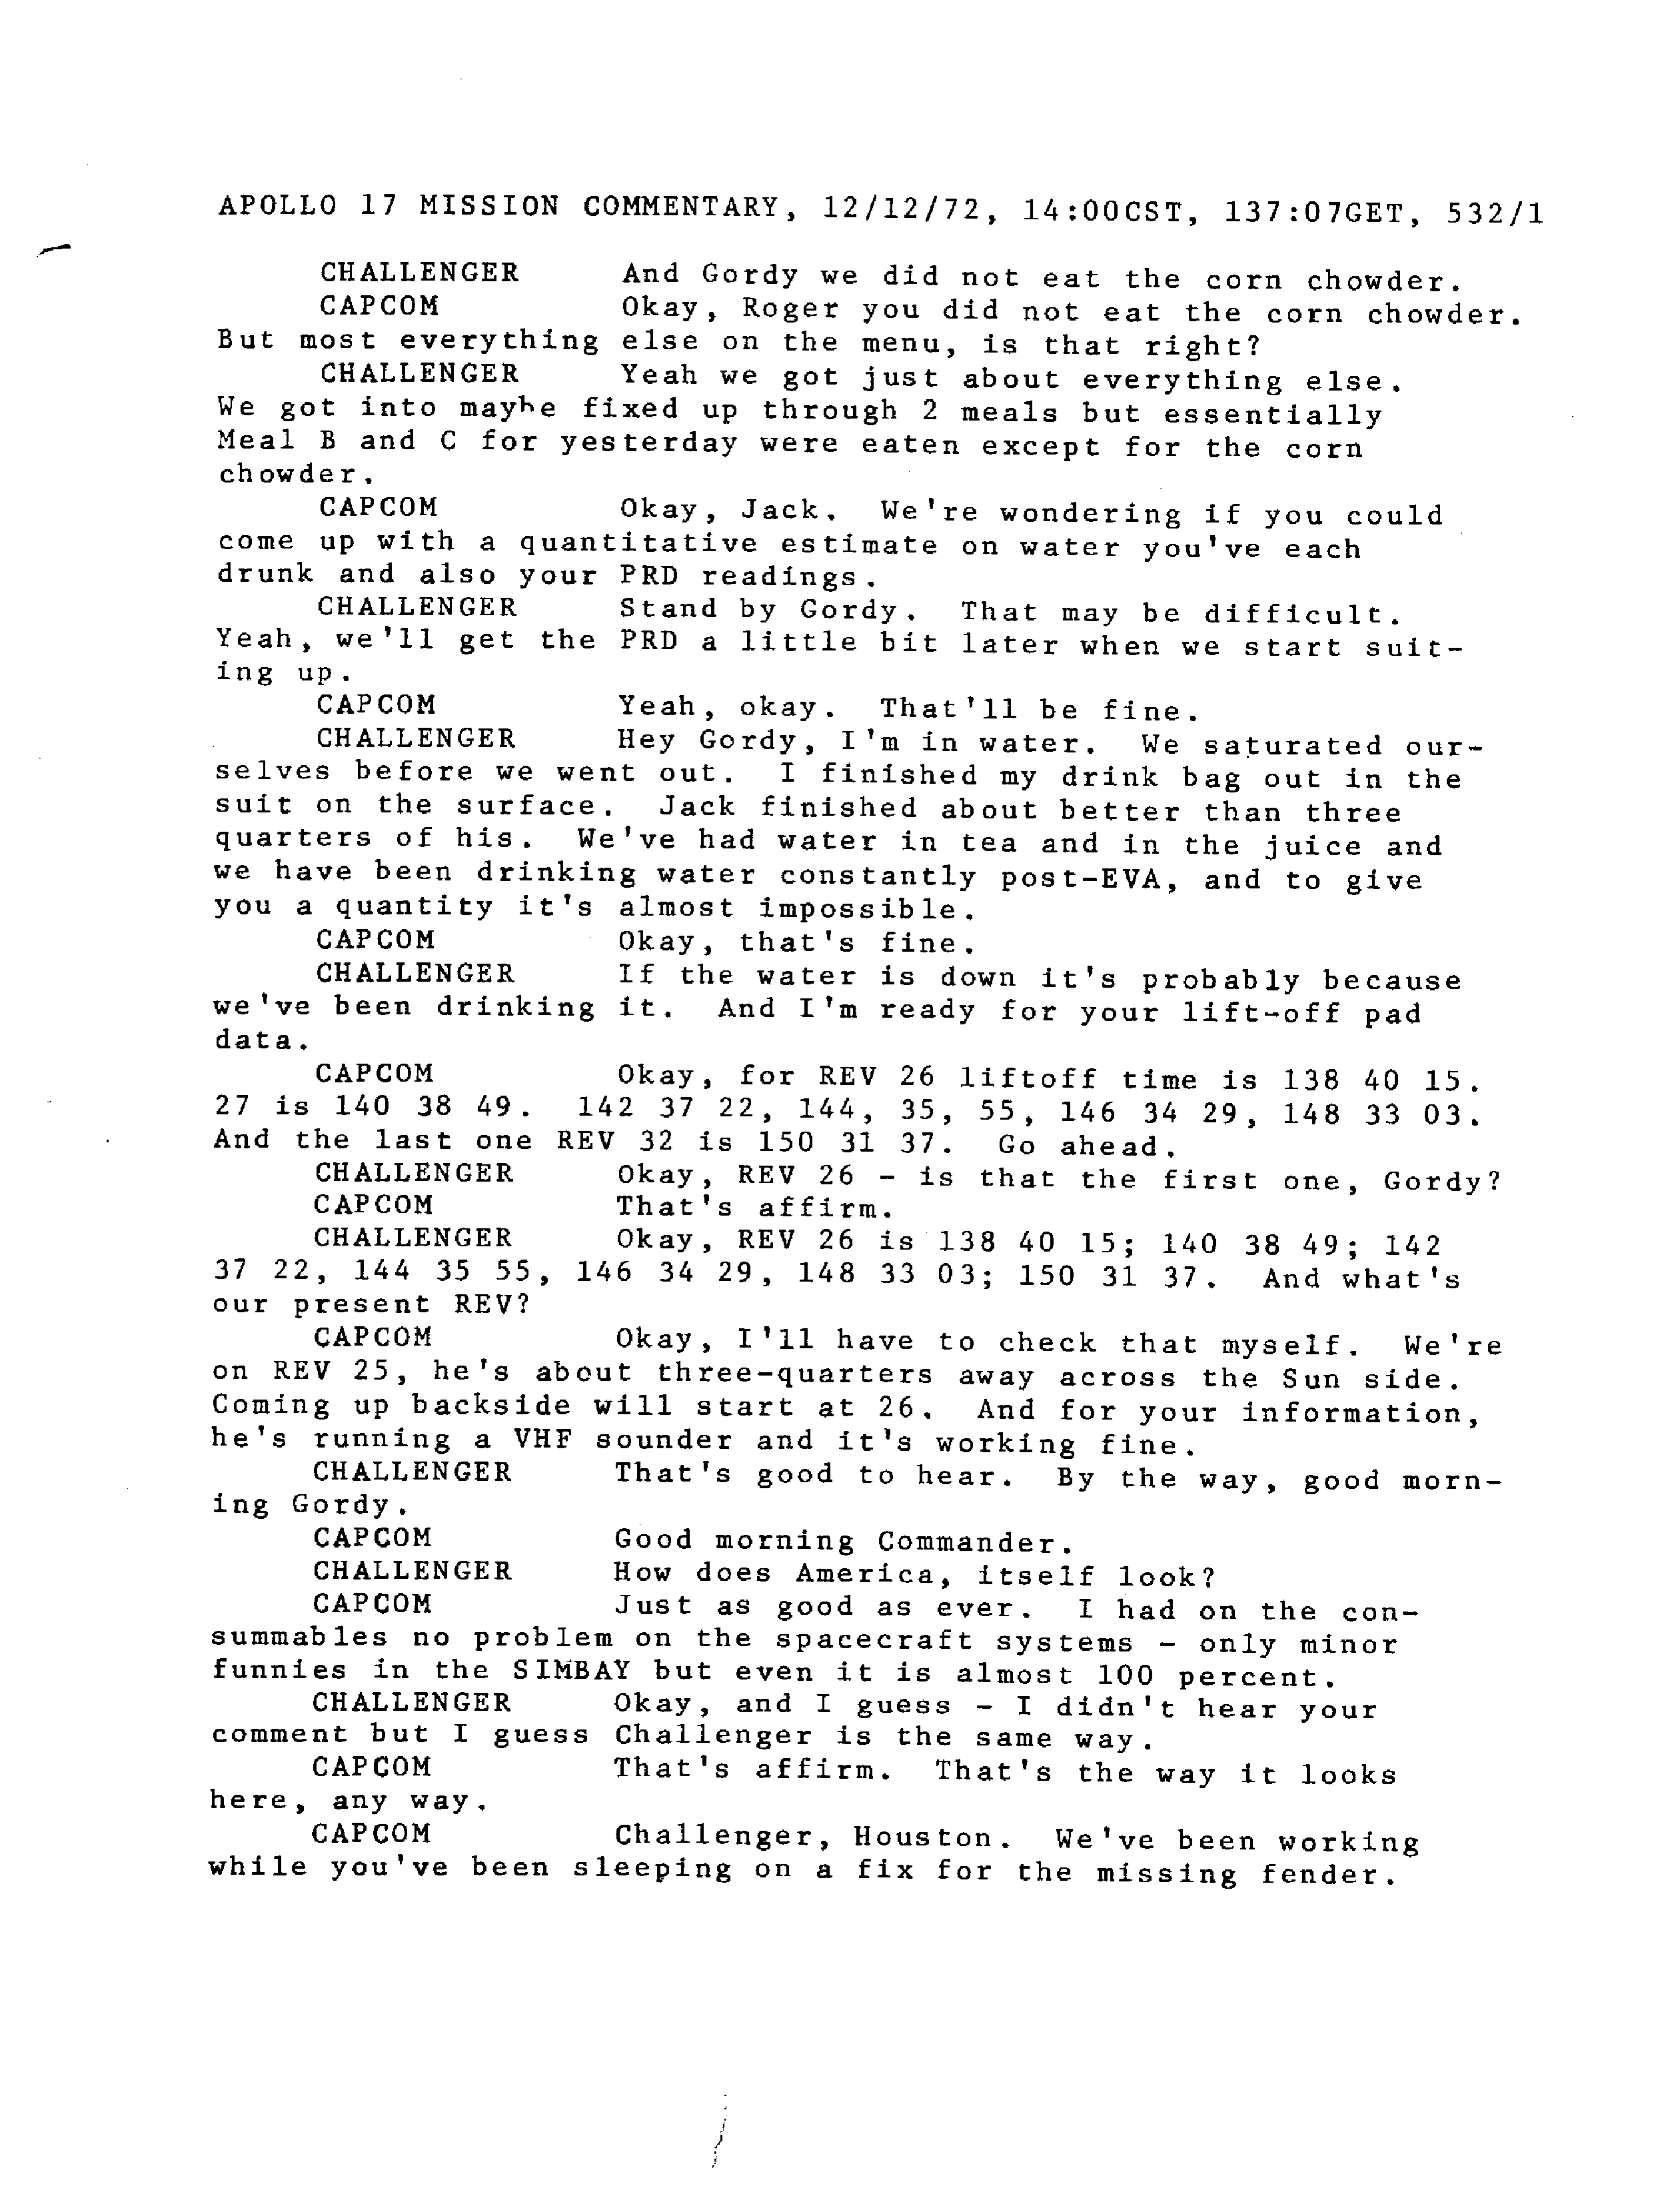 APOLLO 17 MISSION COMMENTARY, 12/12/72, 14:00CST, 137:07GET, 532/1
CHALLENGER And Gordy we did not eat the corn chowder.
CAPCOM Okay, Roger you did not eat the corn chowder.
But most everything else on the menu, is that right?
CHALLENGER Yeah we got just about everything else.
We got into mayhe fixed up through 2 meals but essentially
Meal B and C for yesterday were eaten except for the corn
chowder.
CAPCOM Okay, Jack. We're wondering if you could
come up with a quantitative estimate on water you've each
drunk and also your PRD readings.
CHALLENGER Stand by Gordy. That may be difficult.
Yeah, we'll get the PRD a little bit later when we start suit-
ing up.
CAPCOM Yeah, okay. That'll be fine.
CHALLENGER Hey Gordy, I'm in water. We saturated our-
selves before we went out. I finished my drink bag out in the
suit on the surface. Jack finished about better than three
quarters of his. We've had water in tea and in the juice and
we have been drinking water constantly post-EVA, and to give
you a quantity it's almost impossible.
CAPCOM Okay, that's fine.
CHALLENGER If the water is down it's probably because
we've been drinking it. And I'm ready for your lift-off pad
data.
CAPCOM Okay, for REV 26 liftoff time is 138 40 15.
27 is 140 38 49. 142 37 22, 144, 35, 55, 146 34 29, 148 33 03.
And the last one REV 32 is 150 31 37. Go ahead.
CHALLENGER Okay, REV 26 - is that the first one, Gordy?
CAPCOM That's affirm.
CHALLENGER Okay, REV 26 is 138 40 15; 140 38 49; 142
37 22, 144 35 55, 146 34 29, 148 33 03; 150 31 37. And what's
our present REV?
CAPCOM Okay, I'll have to check that myself. We're
on REV 25, he's about three-quarters away across the Sun side.
Coming up backside will start at 26. And for your information,
he's running a VHF sounder and it's working fine.
CHALLENGER That's good to hear. By the way, good morn-
ing Gordy.
CAPCOM Good morning Commander.
CHALLENGER How does America, itself look?
CAPCOM Just as good as ever. I had on the con-
summables no problem on the spacecraft systems - only minor
funnies in the SIMBAY but even it is almost 100 percent.
CHALLENGER Okay, and I guess - I didn't hear your
comment but I guess Challenger is the same way.
CAPCOM That's affirm. That's the way it looks
here, any way.
CAPCOM Challenger, Houston. We've been working
while you've been sleeping on a fix for the missing fender.